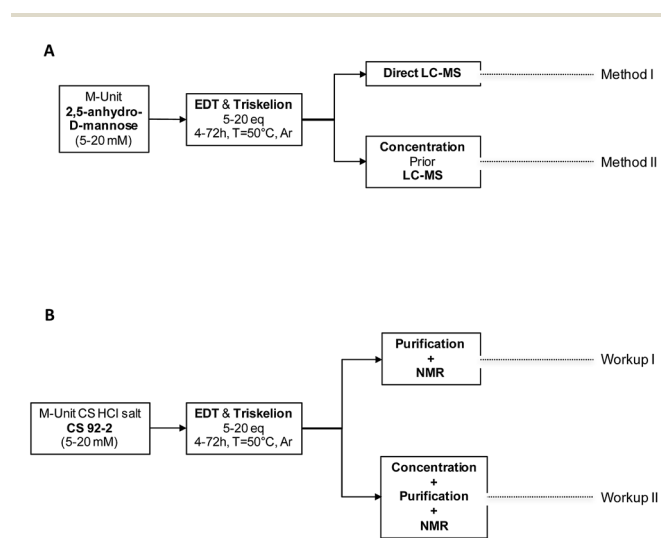 A
M-Unit
2,5-anhydro-
D-mannose
(5-20 mM)
EDT & Triskelion
5-20 eq
4-72h, T=50°C, Ar
Direct LC-MS
Method I
Concentration
Prior
LC-MS
Method II
B
M-Unit CS HCl salt
CS 92-2
(5-20 mM)
EDT & Triskelion
5-20 eq
4-72h, T=50°C, Ar
Purification
+
NMR
Workup I
Concentration
+
Purification
+
NMR
Workup II